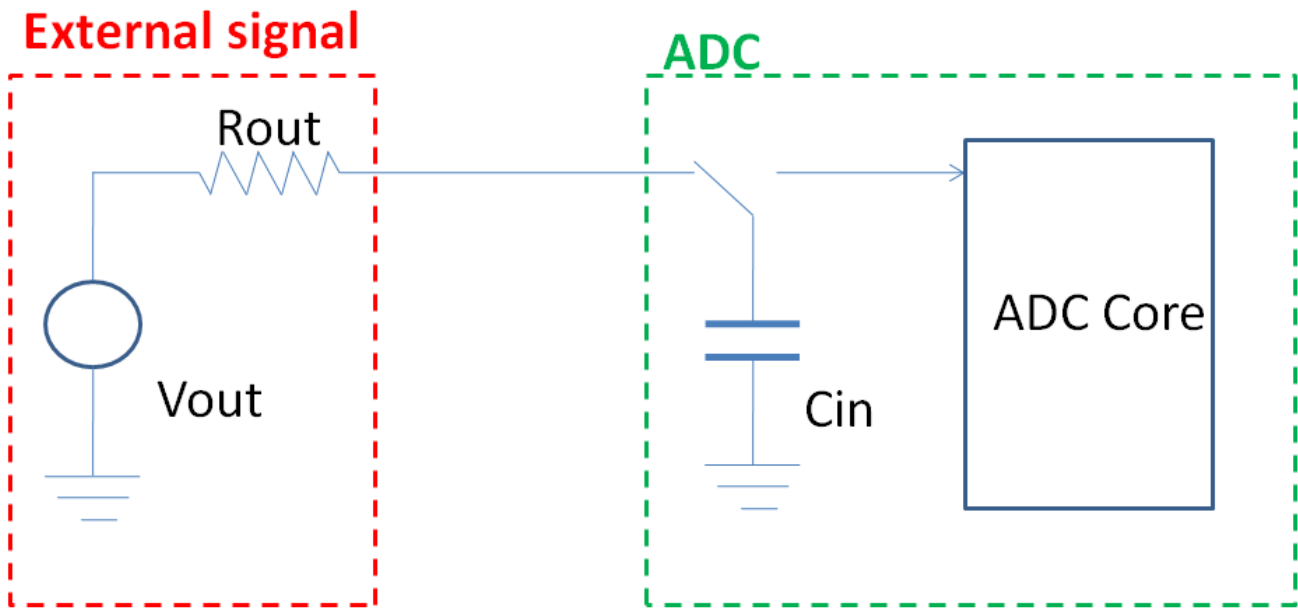 External signal
ADC
Rout
Vout
Cin
ADC Core